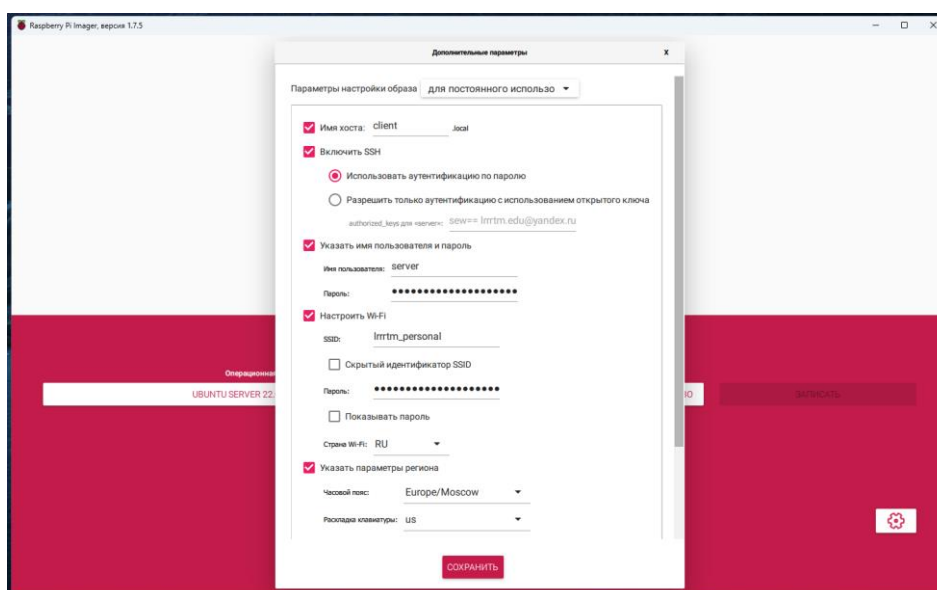 Raspberry Pi Imager, версия 1.7.5
Дополнительные параметры X
Параметры настройки образа для постоянного использо
Имя хоста: client .local
Включить SSH
Использовать аутентификацию по паролю
Разрешить только аутентификацию с использованием открытого ключа
authorized_keys для «server»: sew== lrrrtm.edu@yandex.ru
Указать имя пользователя и пароль
Имя пользователя: server
Пароль: ••••••••••••••••••••
Настроить Wi-Fi
SSID: lrrrtm_personal
Скрытый идентификатор SSID
Операционная
Пароль: ••••••••••••••••••••
UBUNTU SERVER 22. Ю ЗАПИСАТЬ
Показывать пароль
Страна Wi-Fi: RU
Указать параметры региона
Часовой пояс: Europe/Moscow
Раскладка клавиатуры: us
СОХРАНИТЬ